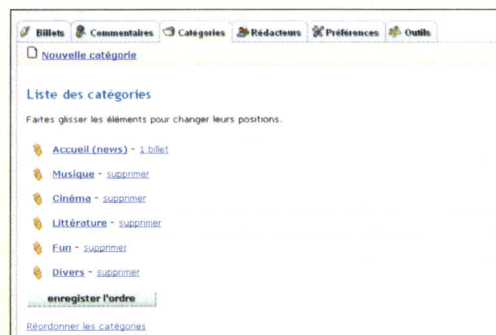 Billets Commentaires Catégories Rédacteurs Préférences Outils
Nouvelle catégorie
Liste des catégories
Faites glisser les éléments pour changer leurs positions.
Accueil (news) - 1 billet
Musique - supprimer
Cinéma - supprimer
Littérature - supprimer
Fun - supprimer
Divers - supprimer
enregister l'ordre
Réordonner les catégories